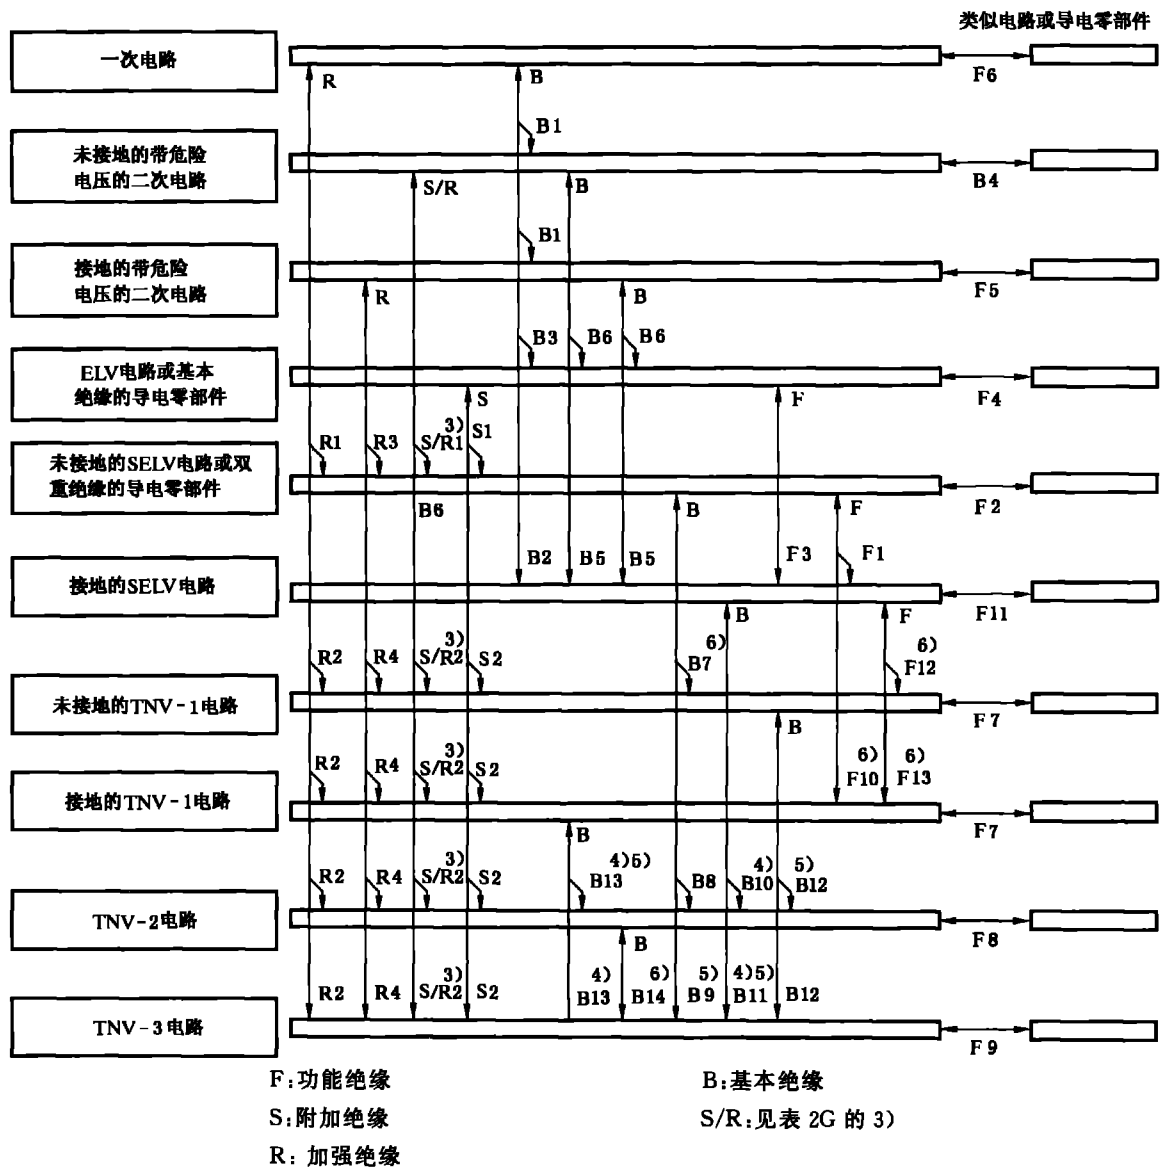 类似电路或导电零部件
一次电路
R
B
F6
B1
未接地的带危险
电压的二次电路
S/R
B
B4
B1
接地的带危险
电压的二次电路
R
B
F5
B3
B6
B6
ELV电路或基本
绝缘的导电零部件
S
F
F4
3)
R1
R3
S/R1
S1
未接地的SELV电路或双
重绝缘的导电零部件
B6
B
F
F2
B2
B5
B5
F3
F1
接地的SELV电路
B
F
F11
3)
6)
6)
R2
R4
S/R2
S2
B7
F12
未接地的TNV-1电路
B
F7
3)
6)
6)
R2
R4
S/R2
S2
F10
F13
接地的TNV-1电路
B
F7
3)
4)5)
4)
5)
R2
R4
S/R2
S2
B13
B8
B10
B12
TNV-2电路
B
F8
3)
4)
6)
5)
4)5)
R2
R4
S/R2
S2
B13
B14
B9
B11
B12
TNV-3电路
F9
F:功能绝缘
B:基本绝缘
S:附加绝缘
S/R:见表 2G 的 3)
R: 加强绝缘